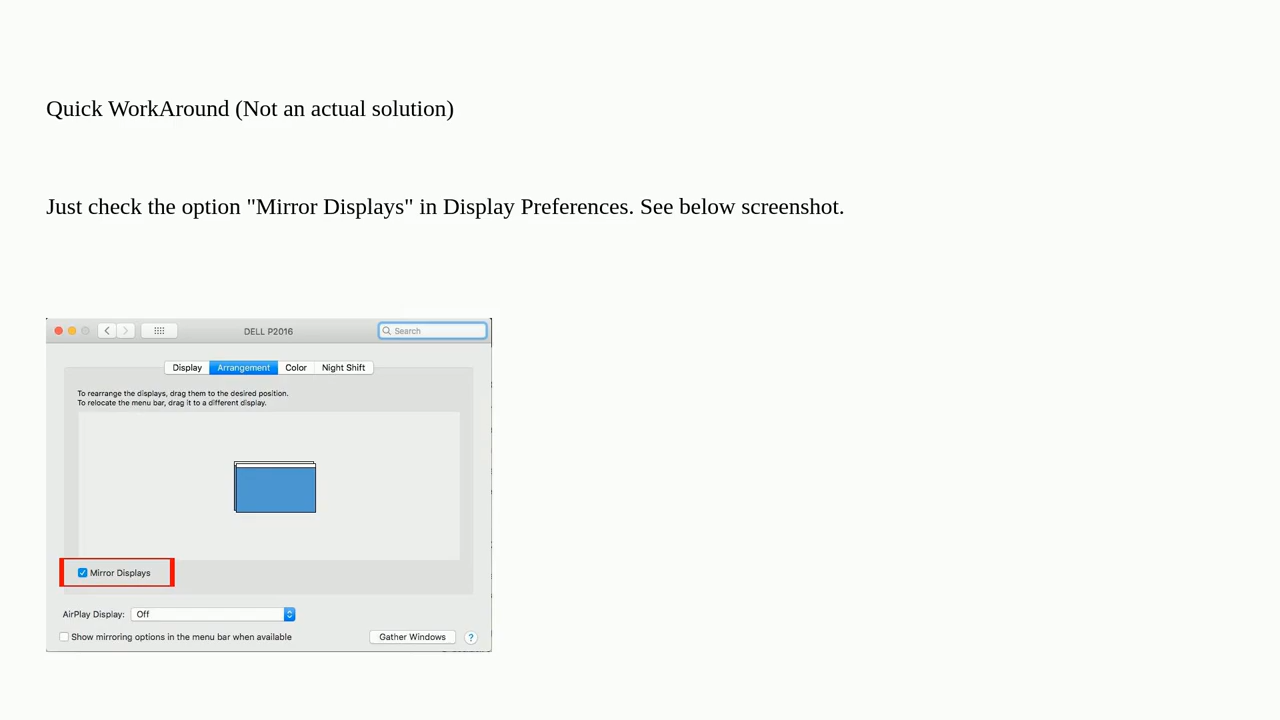 Quick WorkAround (Not an actual solution)
Just check the option "Mirror Displays" in Display Preferences. See below screenshot.
DELL P2016
Search
Display Arrangement Color Night Shift
To rearrange the displays, drag them to the desired position.
To relocate the menu bar, drag it to a different display.
Mirror Displays
AirPlay Display: Off
Show mirroring options in the menu bar when available
Gather Windows ?